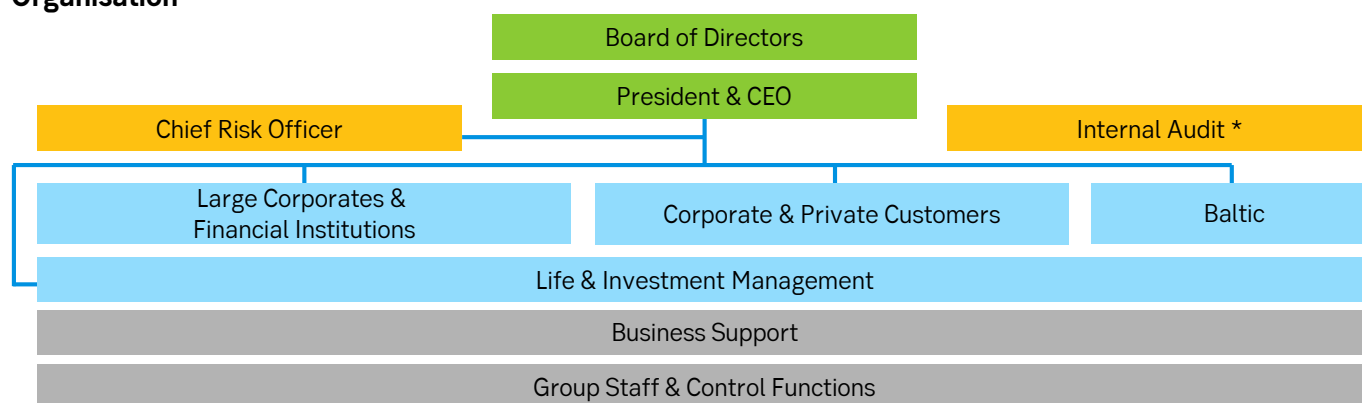 Organisation
Board of Directors
President & CEO
Chief Risk Officer
Internal Audit *
Large Corporates &
Financial Institutions
Corporate & Private Customers
Baltic
Life & Investment Management
Business Support
Group Staff & Control Functions